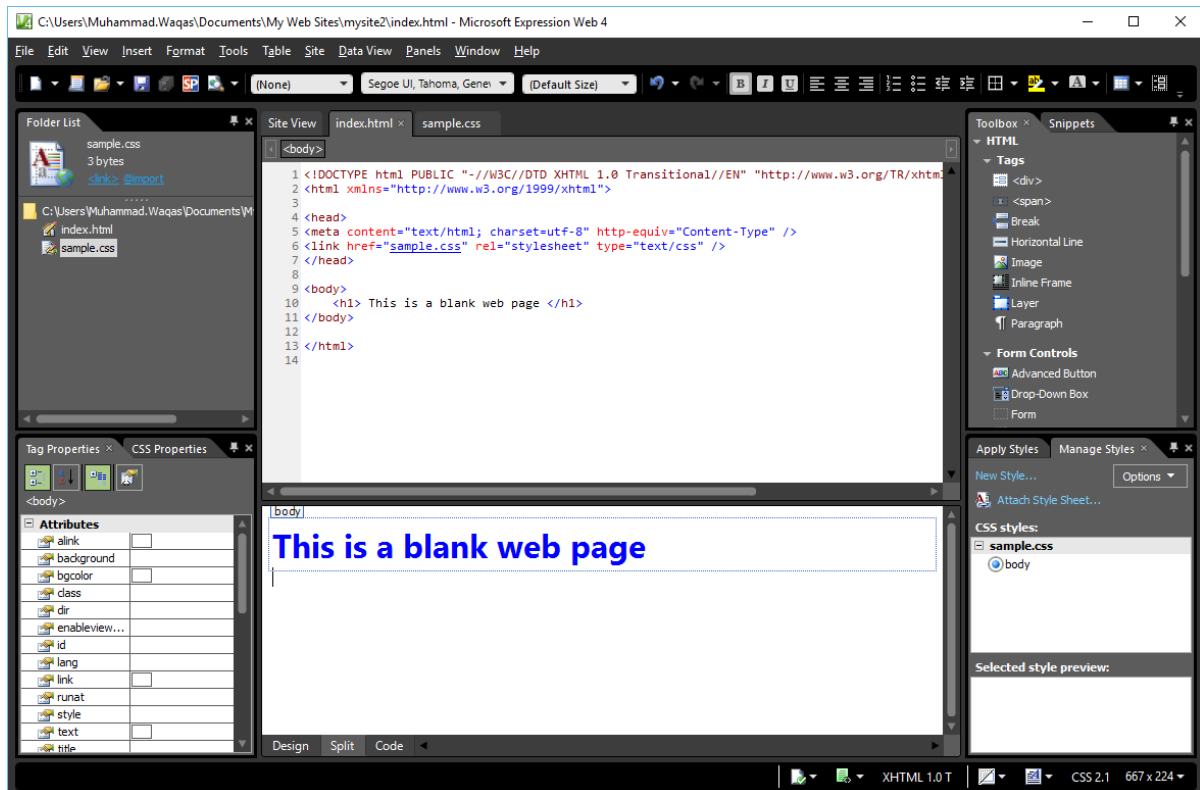 C:\Users\Muhammad.Waqas\Documents\My Web Sites\mysite2\index.html - Microsoft Expression Web 4
File Edit View Insert Format Tools Table Site Data View Panels Window Help
(None) Segoe UI, Tahoma, Genev (Default Size) B I U A
Folder List
sample.css
3 bytes
<link> @import
C:\Users\Muhammad.Waqas\Documents\M
index.html
sample.css
Site View index.html × sample.css
<body>
1 <!DOCTYPE html PUBLIC "-//W3C//DTD XHTML 1.0 Transitional//EN" "http://www.w3.org/TR/xhtml
2 <html xmlns="http://www.w3.org/1999/xhtml">
3
4 <head>
5 <meta content="text/html; charset=utf-8" http-equiv="Content-Type" />
6 <link href="sample.css" rel="stylesheet" type="text/css" />
7 </head>
8
9 <body>
10 <h1> This is a blank web page </h1>
11 </body>
12
13 </html>
14
Toolbox × Snippets
HTML
Tags
<div>
<span>
Break
Horizontal Line
Image
Inline Frame
Layer
Paragraph
Form Controls
Advanced Button
Drop-Down Box
Form
Tag Properties × CSS Properties
<body>
Attributes
alink
background
bgcolor
class
dir
enableview...
id
lang
link
runat
style
text
title
body
This is a blank web page
Design Split Code
Apply Styles Manage Styles ×
New Style... Options
Attach Style Sheet...
CSS styles:
sample.css
body
Selected style preview:
XHTML 1.0 T CSS 2.1 667 x 224